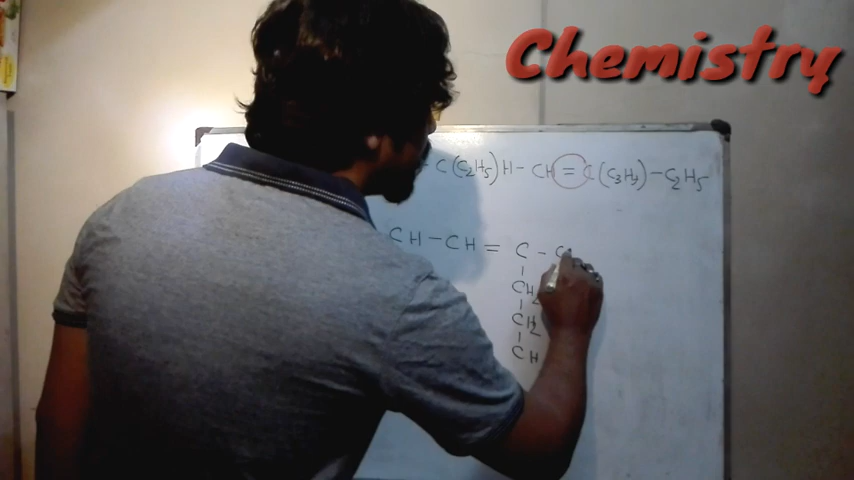 Chemistry
C(C2H5)H-CH=C(C3H7)-C2H5
CH-CH=C-C
|
CH2
|
CH2
|
CH